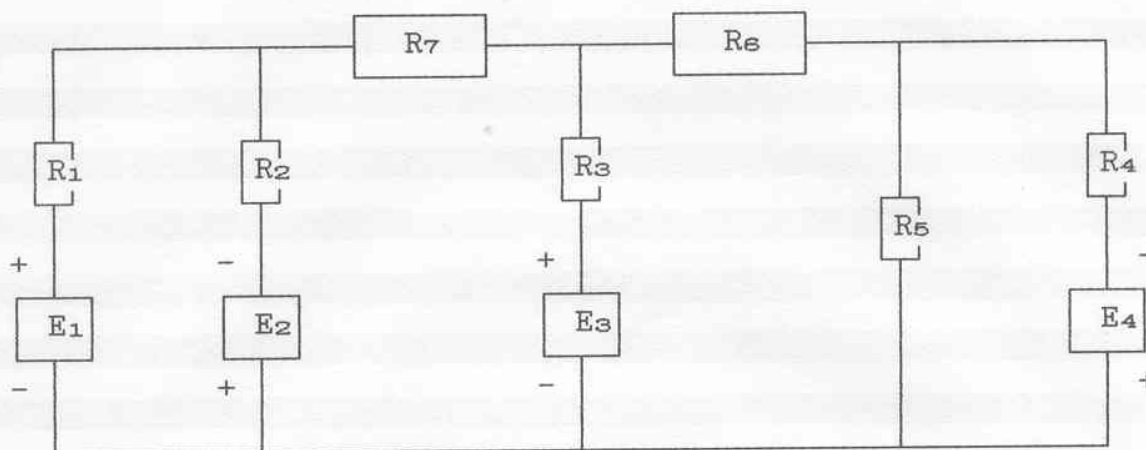 R7 R6
R1 R2 R3 R4
R5
+ - + -
E1 E2 E3 E4
- + - +